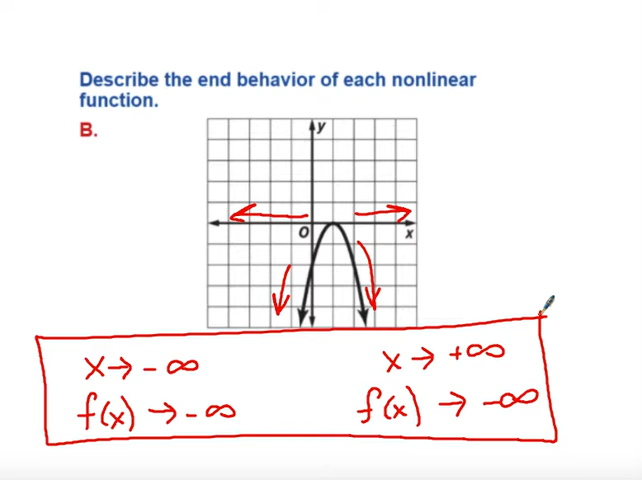 Describe the end behavior of each nonlinear
function.
B.
y
O
x
x → - ∞
x → +∞
f(x) → - ∞
f(x) → -∞